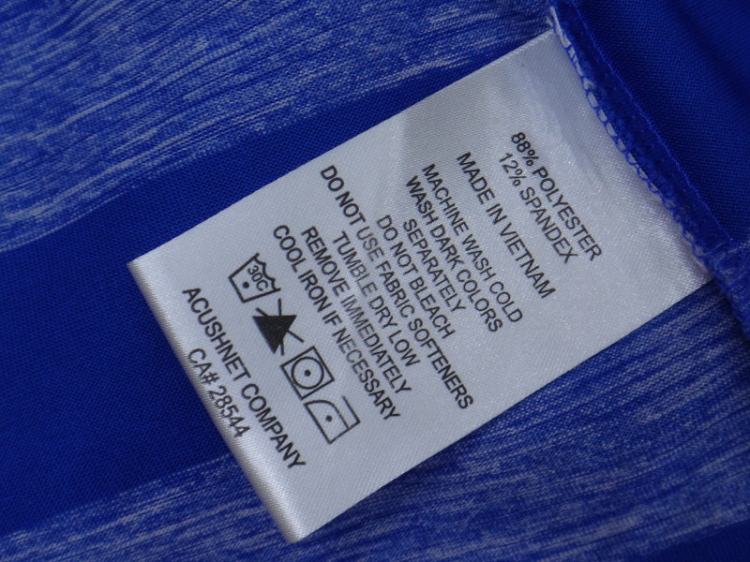 88% POLYESTER
12% SPANDEX
MADE IN VIETNAM
MACHINE WASH COLD
WASH DARK COLORS
SEPARATELY
DO NOT BLEACH
DO NOT USE FABRIC SOFTENERS
TUMBLE DRY LOW
REMOVE IMMEDIATELY
COOL IRON IF NECESSARY
30C
ACUSHNET COMPANY
CA# 28544